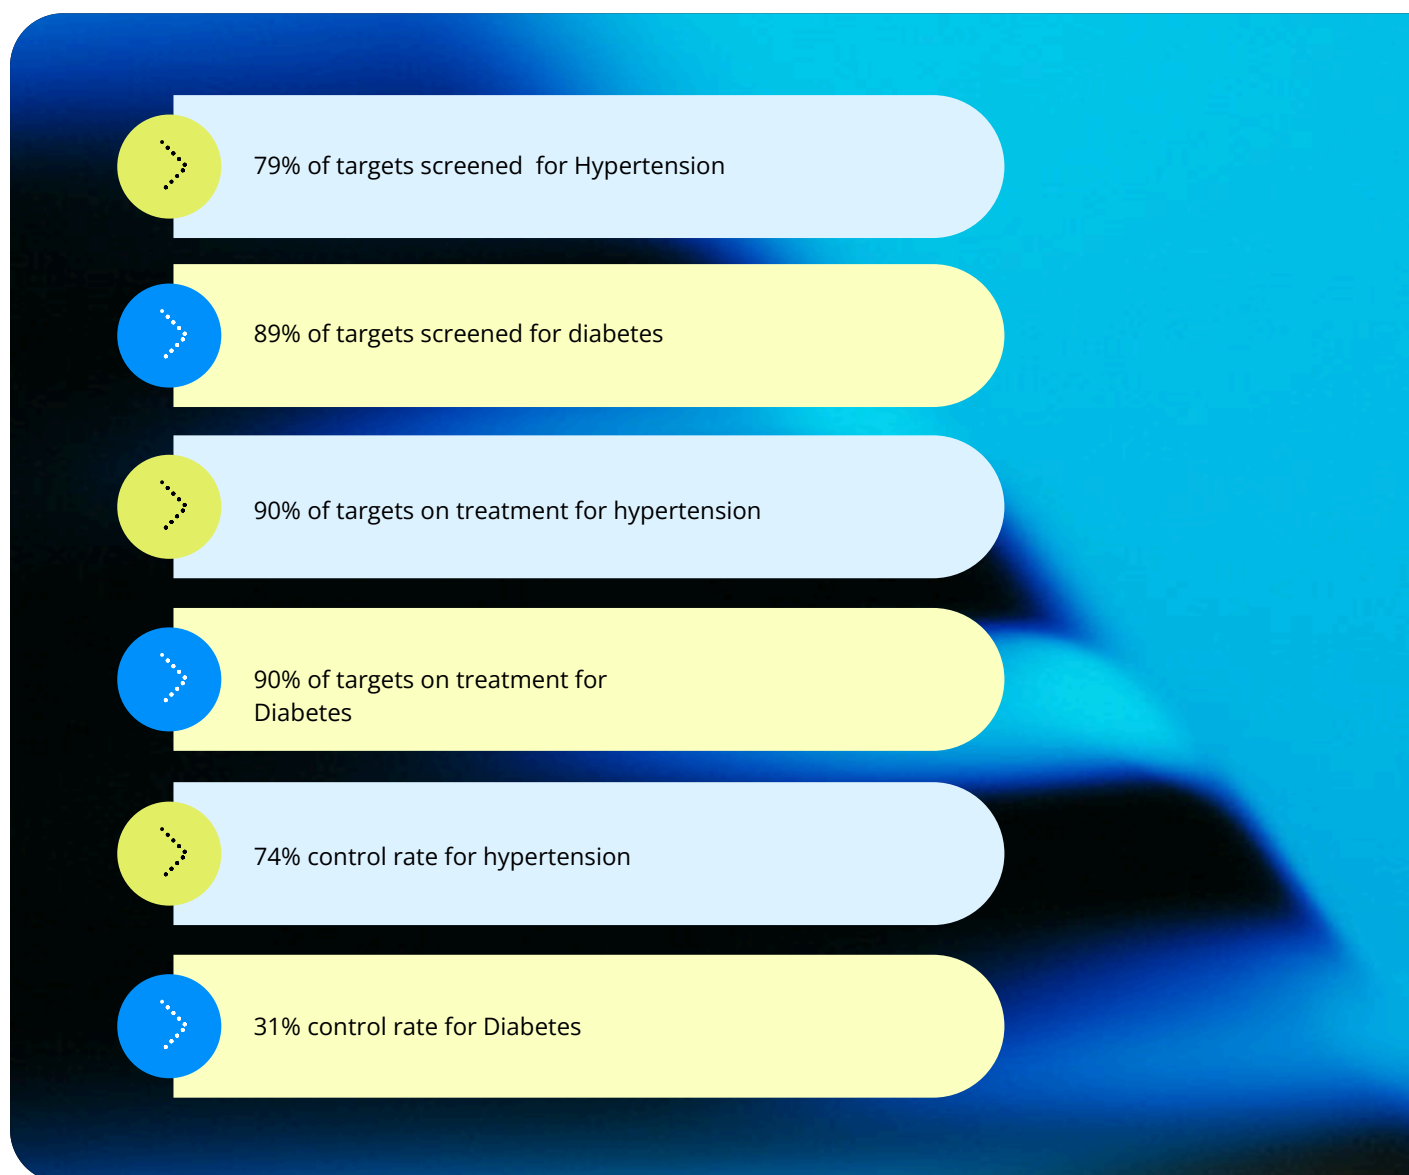 79% of targets screened  for Hypertension
89% of targets screened for diabetes
90% of targets on treatment for hypertension
90% of targets on treatment for
Diabetes
74% control rate for hypertension
31% control rate for Diabetes